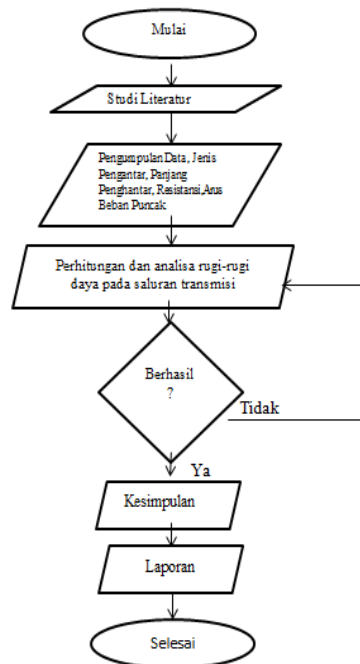 Mulai
Studi Literatur
Pengumpulan Data, Jenis
Pengantar, Panjang
Penghantar, Resistansi,Arus
Beban Puncak
Perhitungan dan analisa rugi-rugi
daya pada saluran transmisi
Berhasil
?
Tidak
Ya
Kesimpulan
Laporan
Selesai